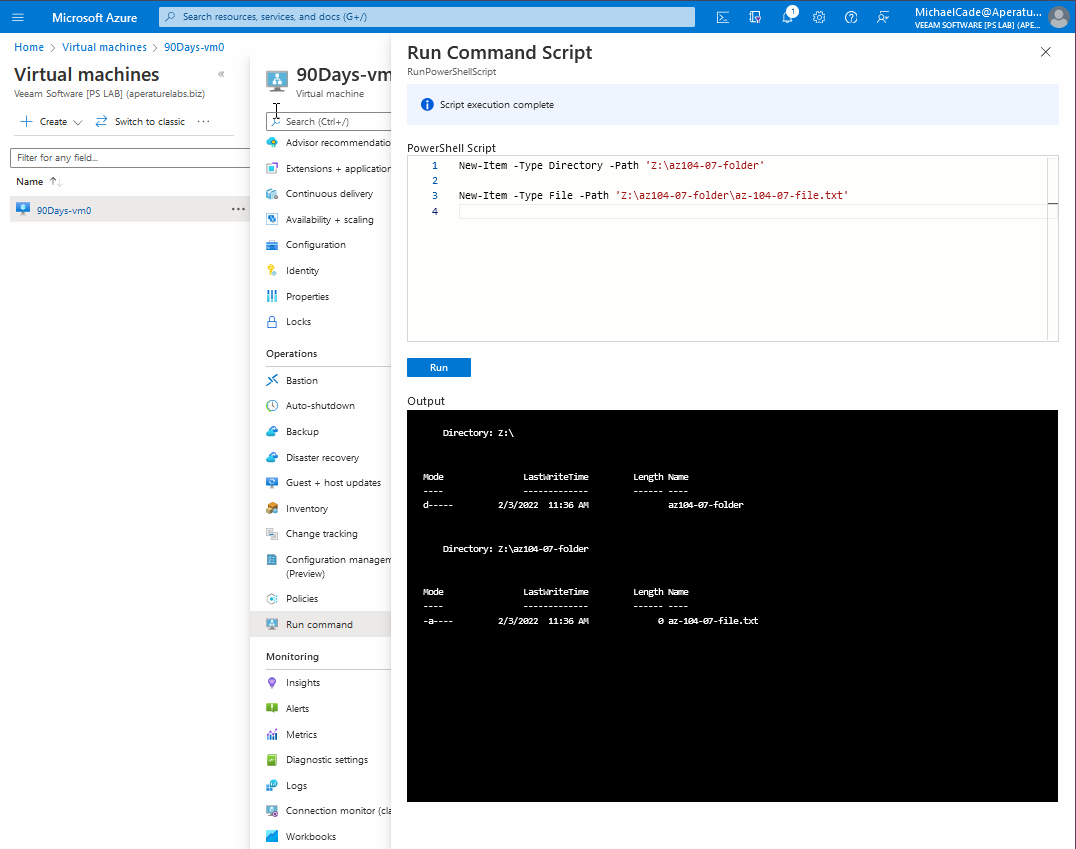 Microsoft Azure
Search resources, services, and docs (G+/)
1
MichaelCade@Aperatu...
VEEAM SOFTWARE [PS LAB] (APE...
Home > Virtual machines > 90Days-vm0
Virtual machines
Veeam Software [PS LAB] (aperaturelabs.biz)
+ Create
Switch to classic
Filter for any field...
Name ↑↓
90Days-vm0
90Days-vm
Virtual machine
Search (Ctrl+/)
Advisor recommendatio
Extensions + application
Continuous delivery
Availability + scaling
Configuration
Identity
Properties
Locks
Operations
Bastion
Auto-shutdown
Backup
Disaster recovery
Guest + host updates
Inventory
Change tracking
Configuration managem
(Preview)
Policies
Run command
Monitoring
Insights
Alerts
Metrics
Diagnostic settings
Logs
Connection monitor (cla
Workbooks
Run Command Script
RunPowerShellScript
Script execution complete
PowerShell Script
1 New-Item -Type Directory -Path 'Z:\az104-07-folder'
2
3 New-Item -Type File -Path 'Z:\az104-07-folder\az-104-07-file.txt'
4
Run
Output
Directory: Z:\
Mode LastWriteTime Length Name
---- ------------- ------ ----
d----- 2/3/2022 11:36 AM az104-07-folder
Directory: Z:\az104-07-folder
Mode LastWriteTime Length Name
---- ------------- ------ ----
-a---- 2/3/2022 11:36 AM 0 az-104-07-file.txt